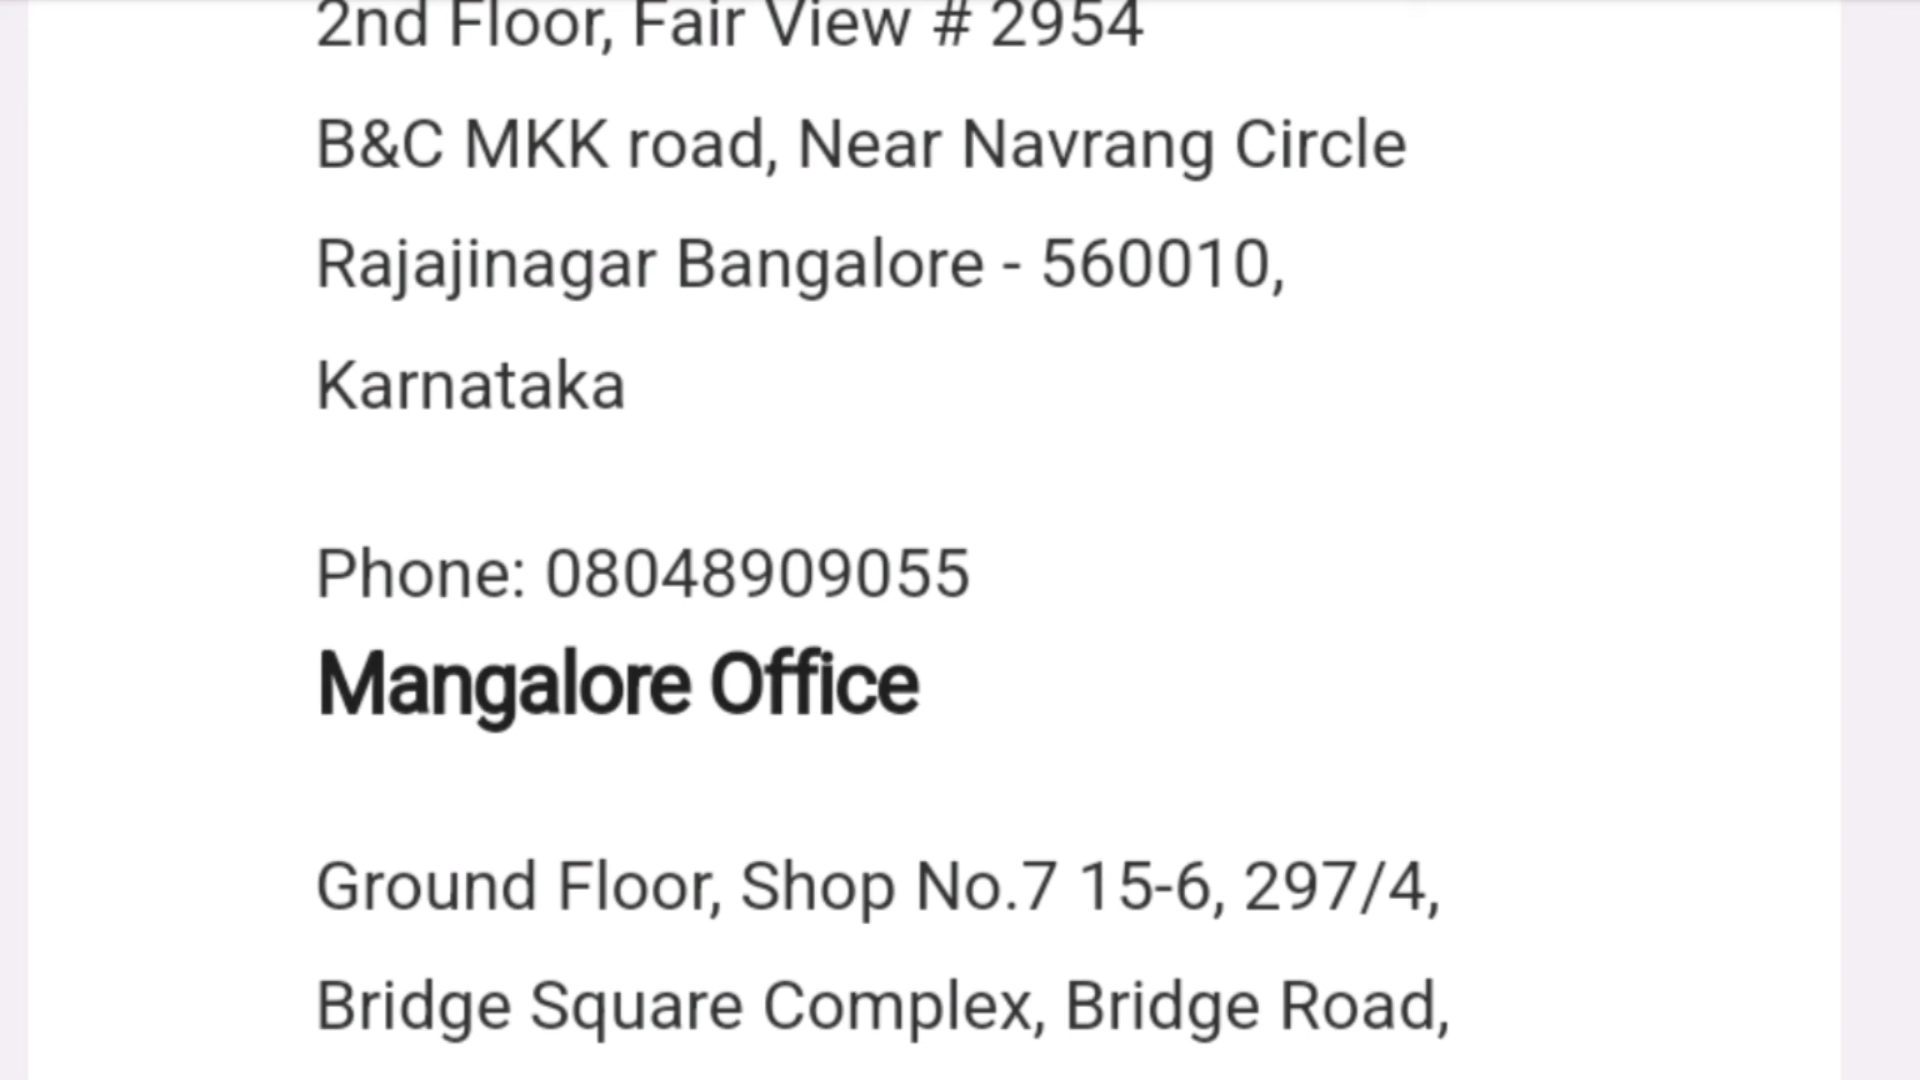 2nd Floor, Fair View # 2954
B&C MKK road, Near Navrang Circle
Rajajinagar Bangalore - 560010,
Karnataka
Phone: 08048909055
Mangalore Office
Ground Floor, Shop No.7 15-6, 297/4,
Bridge Square Complex, Bridge Road,